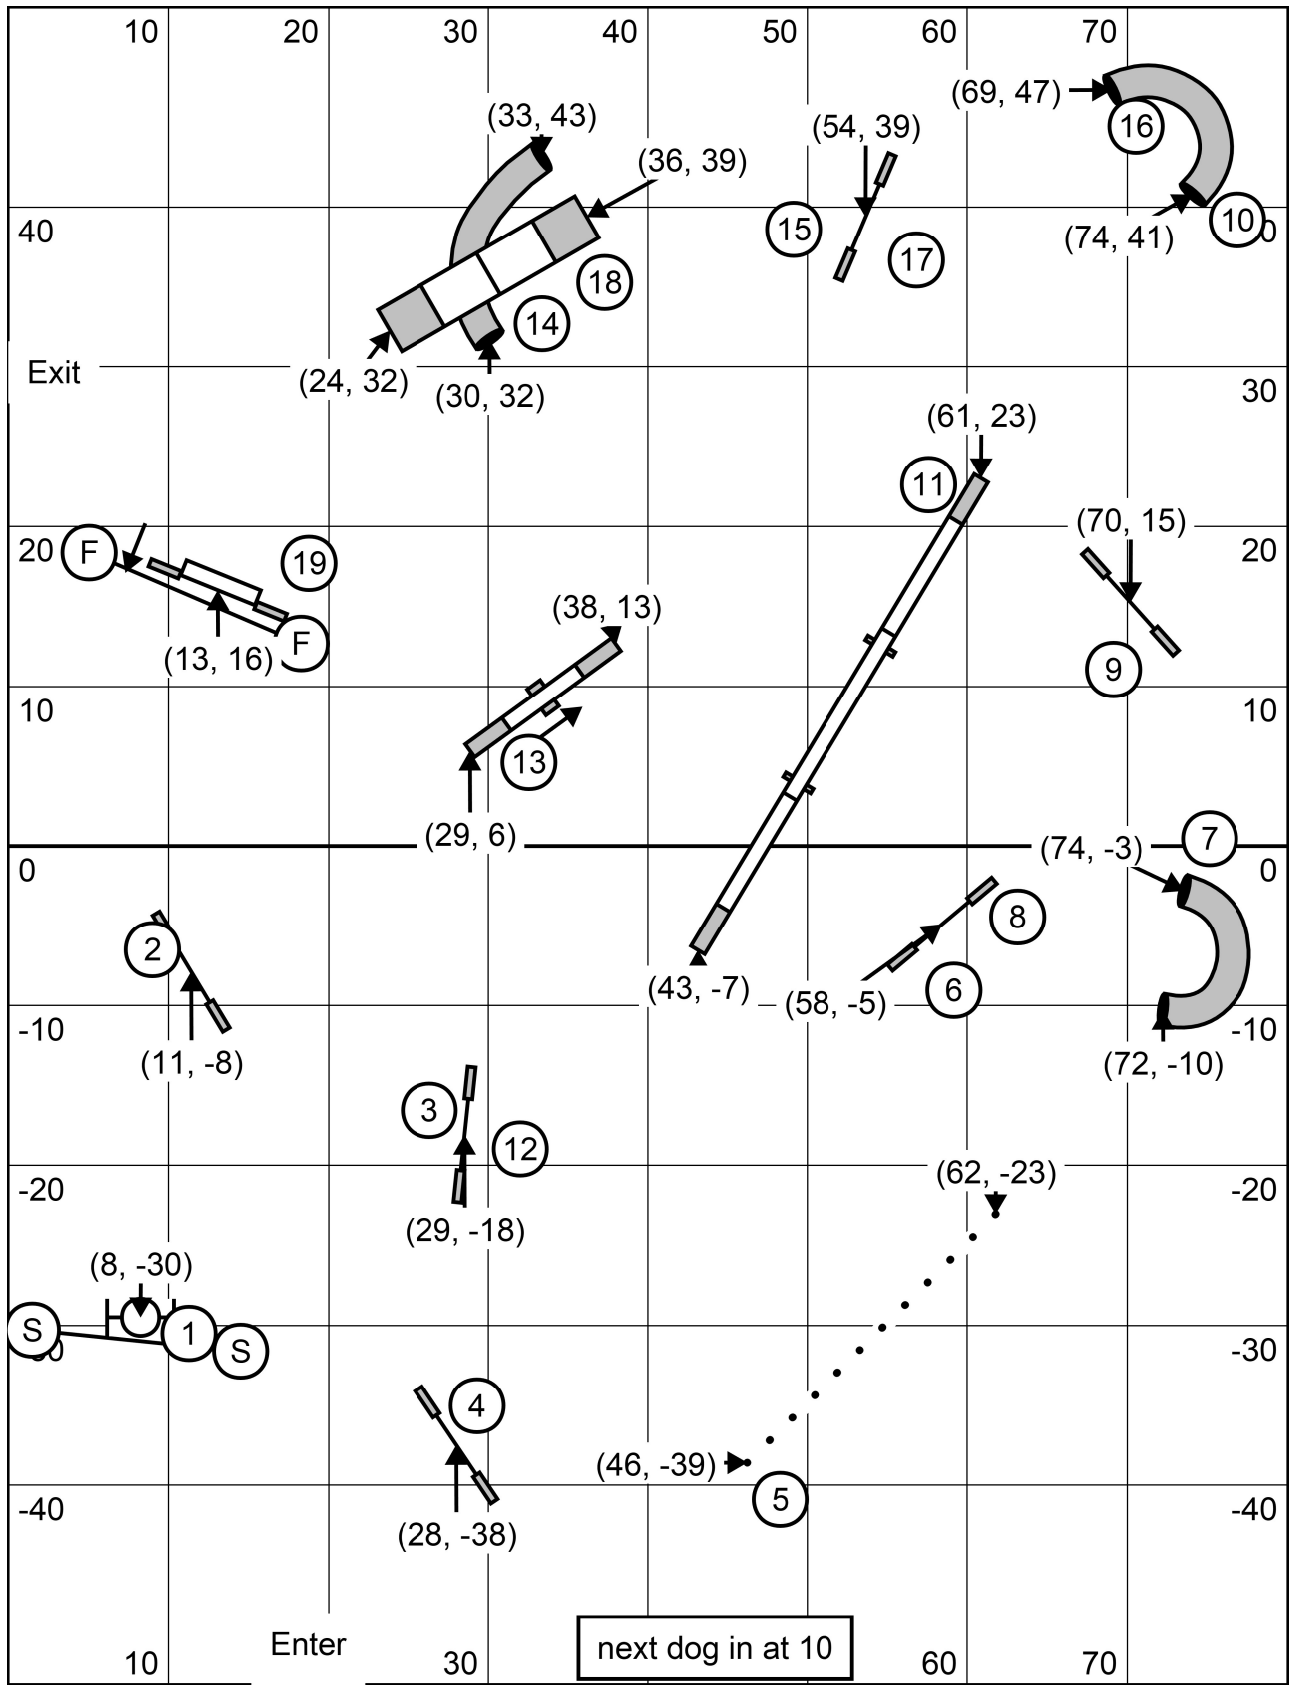 10 20 30 40 50 60 70
(33, 43)
(69, 47)
(54, 39)
16
(36, 39)
40 15 17 (74, 41) 10 0
18
14
Exit
(24, 32) (30, 32)
30
(61, 23)
11
(70, 15)
20 F 19 20
F
(13, 16)
(38, 13)
9
10 10
13
(29, 6)
(74, -3) 7
0 0
2
8
(43, -7) (58, -5) 6
-10 -10
(11, -8) (72, -10)
3
12
-20 (62, -23) -20
(29, -18)
(8, -30)
S 1 S
-30
4
(46, -39)
5
-40 -40
(28, -38)
Enter next dog in at 10
10 30 60 70